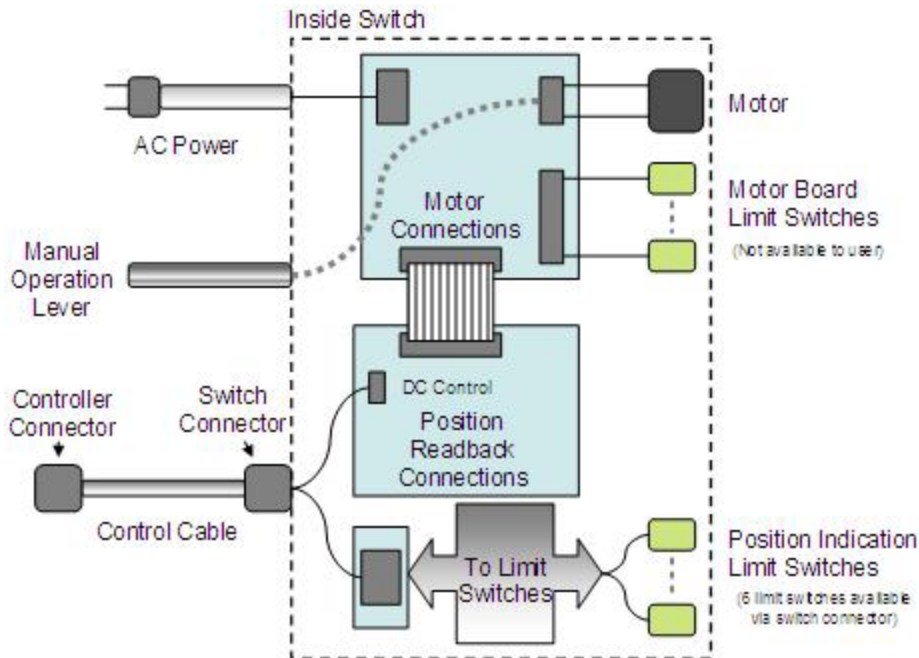 Inside Switch
AC Power
Motor
Motor
Connections
Motor Board
Limit Switches
(Not available to user)
Manual
Operation
Lever
DC Control
Position
Readback
Connections
Controller
Connector
Switch
Connector
Control Cable
To Limit
Switches
Position Indication
Limit Switches
(6 limit switches available
via switch connector)